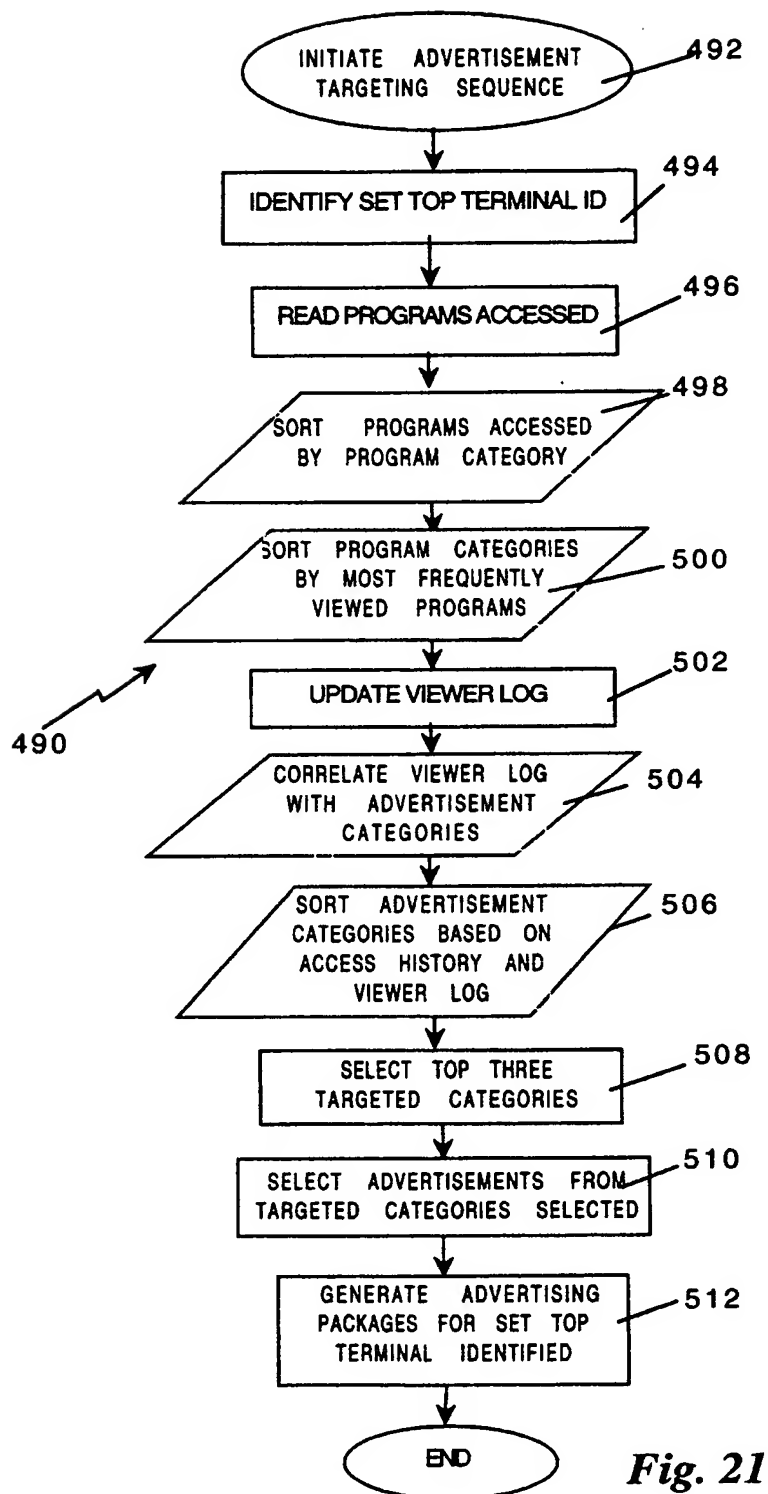 INITIATE ADVERTISEMENT
TARGETING SEQUENCE
492
IDENTIFY SET TOP TERMINAL ID
494
READ PROGRAMS ACCESSED
496
SORT PROGRAMS ACCESSED
BY PROGRAM CATEGORY
498
SORT PROGRAM CATEGORIES
BY MOST FREQUENTLY
VIEWED PROGRAMS
500
UPDATE VIEWER LOG
502
490
CORRELATE VIEWER LOG
WITH ADVERTISEMENT
CATEGORIES
504
SORT ADVERTISEMENT
CATEGORIES BASED ON
ACCESS HISTORY AND
VIEWER LOG
506
SELECT TOP THREE
TARGETED CATEGORIES
508
SELECT ADVERTISEMENTS FROM
TARGETED CATEGORIES SELECTED
510
GENERATE ADVERTISING
PACKAGES FOR SET TOP
TERMINAL IDENTIFIED
512
END
Fig. 21